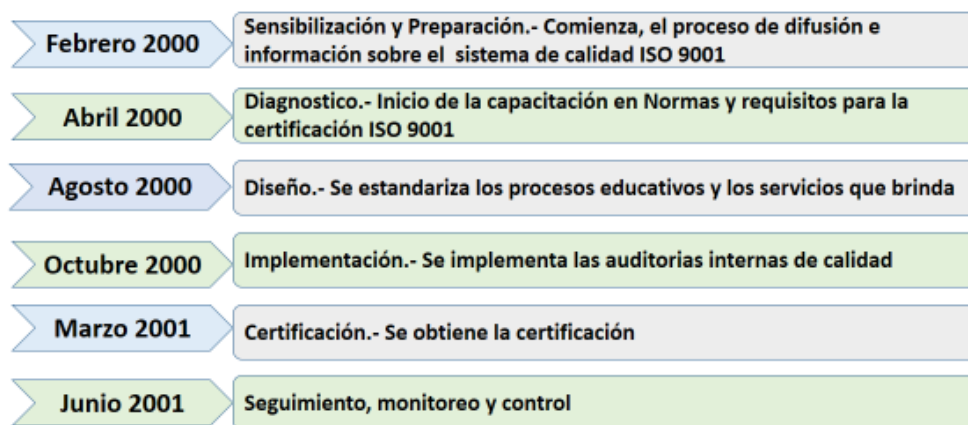 Febrero 2000
Sensibilización y Preparación.- Comienza, el proceso de difusión e
información sobre el sistema de calidad ISO 9001
Abril 2000
Diagnostico.- Inicio de la capacitación en Normas y requisitos para la
certificación ISO 9001
Agosto 2000
Diseño.- Se estandariza los procesos educativos y los servicios que brinda
Octubre 2000
Implementación.- Se implementa las auditorias internas de calidad
Marzo 2001
Certificación.- Se obtiene la certificación
Junio 2001
Seguimiento, monitoreo y control